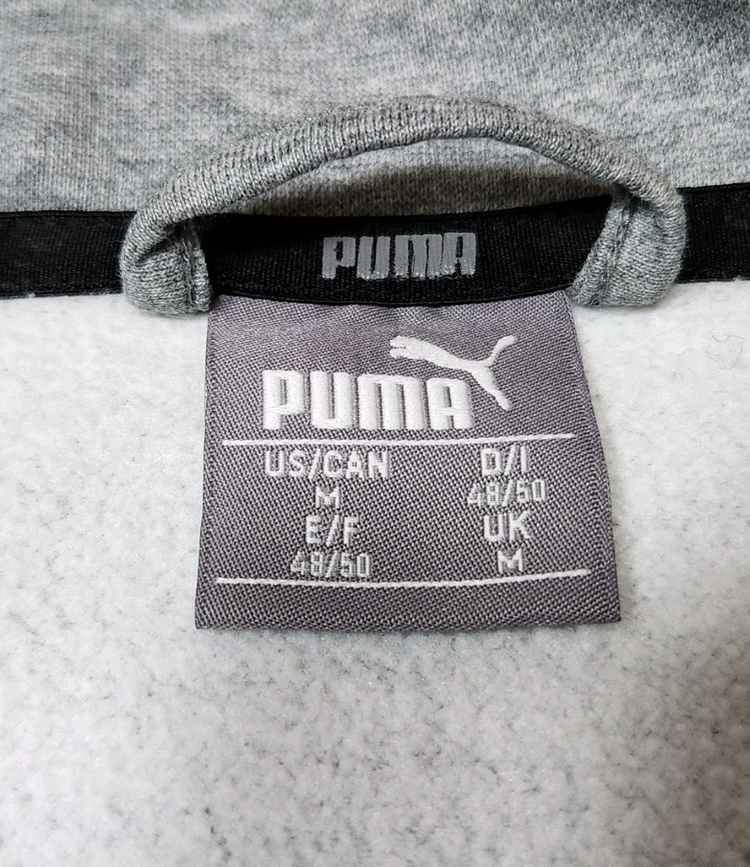 PUMA
PUMA
US/CAN D/I
M 48/50
E/F UK
48/50 M